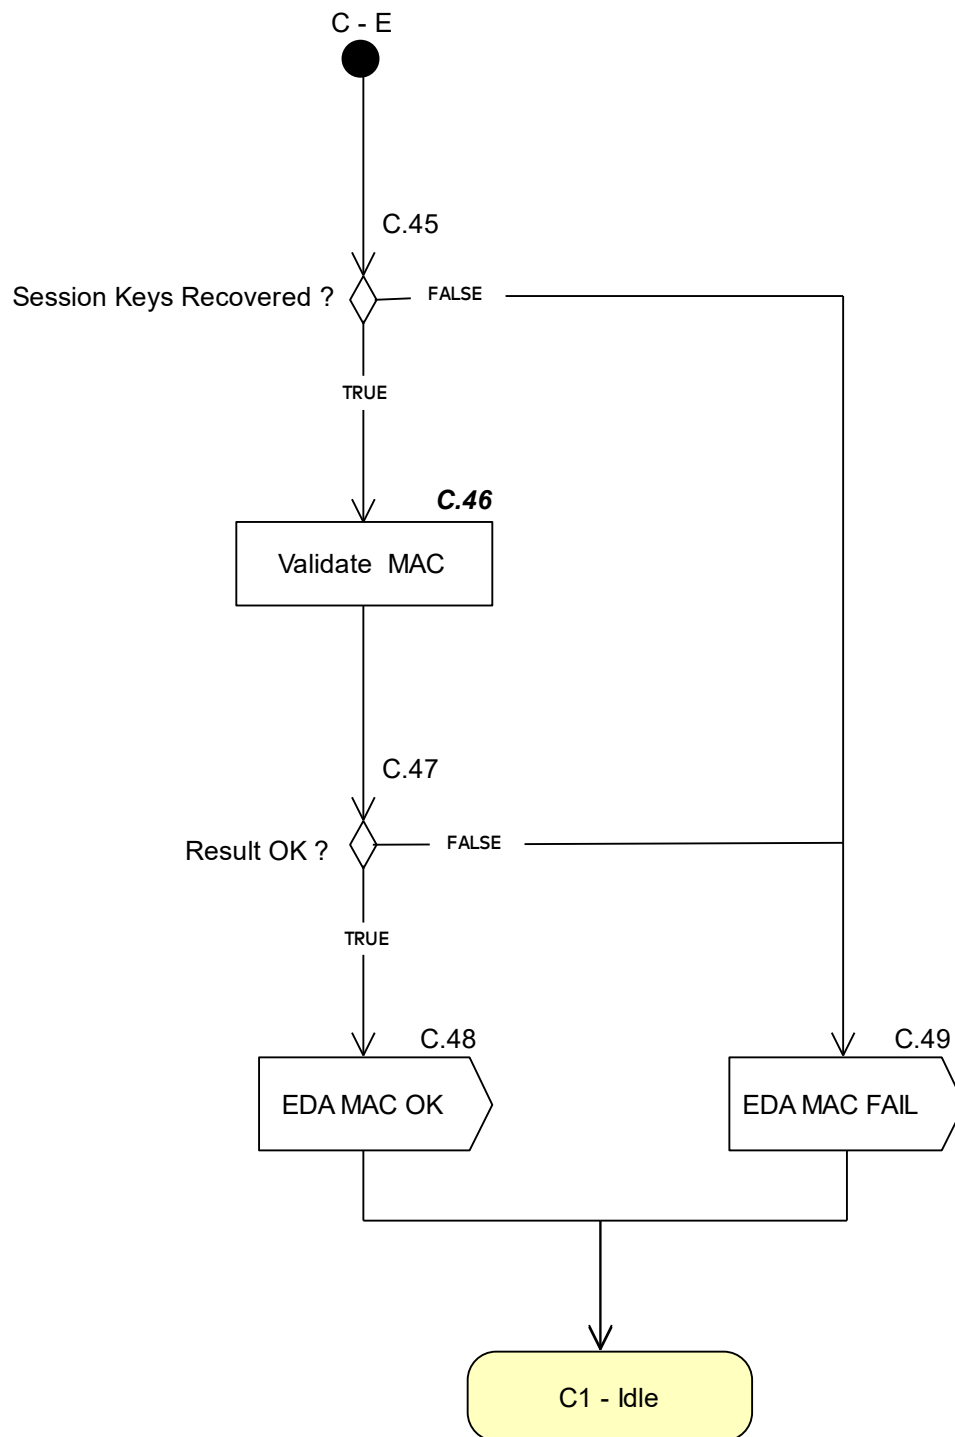 C - E
C.45
Session Keys Recovered ?
FALSE
TRUE
C.46
Validate MAC
C.47
Result OK ?
FALSE
TRUE
C.48
C.49
EDA MAC OK
EDA MAC FAIL
C1 - Idle